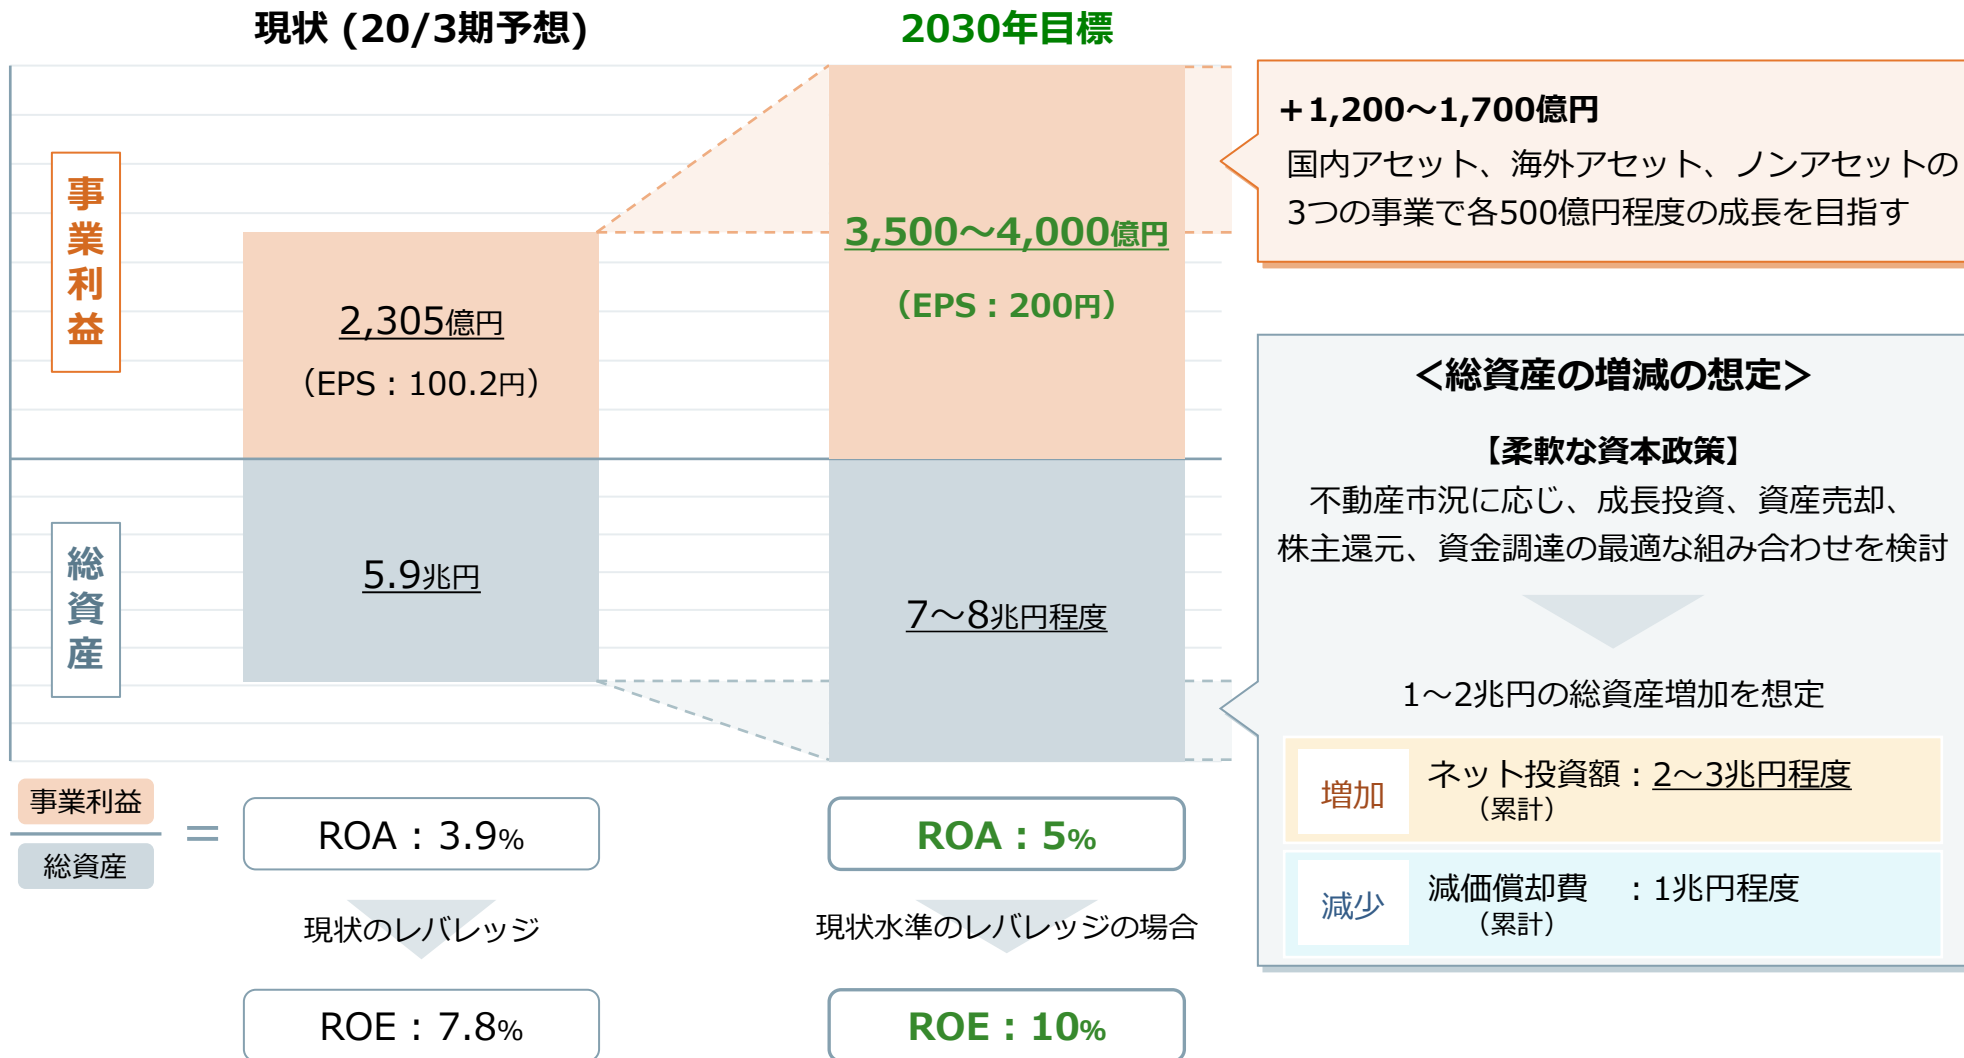 現状 (20/3期予想)
2030年目標
事業利益
2,305億円
（EPS：100.2円）
3,500～4,000億円
（EPS：200円）
+1,200～1,700億円
国内アセット、海外アセット、ノンアセットの
3つの事業で各500億円程度の成長を目指す
総資産
5.9兆円
7～8兆円程度
＜総資産の増減の想定＞
【柔軟な資本政策】
不動産市況に応じ、成長投資、資産売却、
株主還元、資金調達の最適な組み合わせを検討
1～2兆円の総資産増加を想定
増加
ネット投資額：2～3兆円程度
（累計）
減少
減価償却費　：1兆円程度
（累計）
事業利益
総資産
=
ROA：3.9%
ROA：5%
現状のレバレッジ
現状水準のレバレッジの場合
ROE：7.8%
ROE：10%